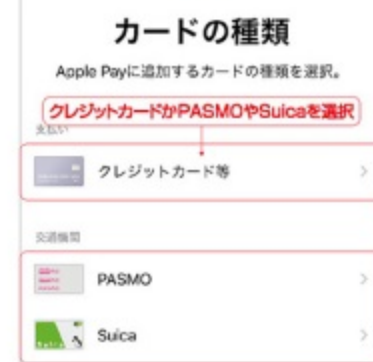 カードの種類
Apple Payに追加するカードの種類を選択。
クレジットカードかPASMOやSuicaを選択
支払い
クレジットカード等
交通機関
PASMO
Suica